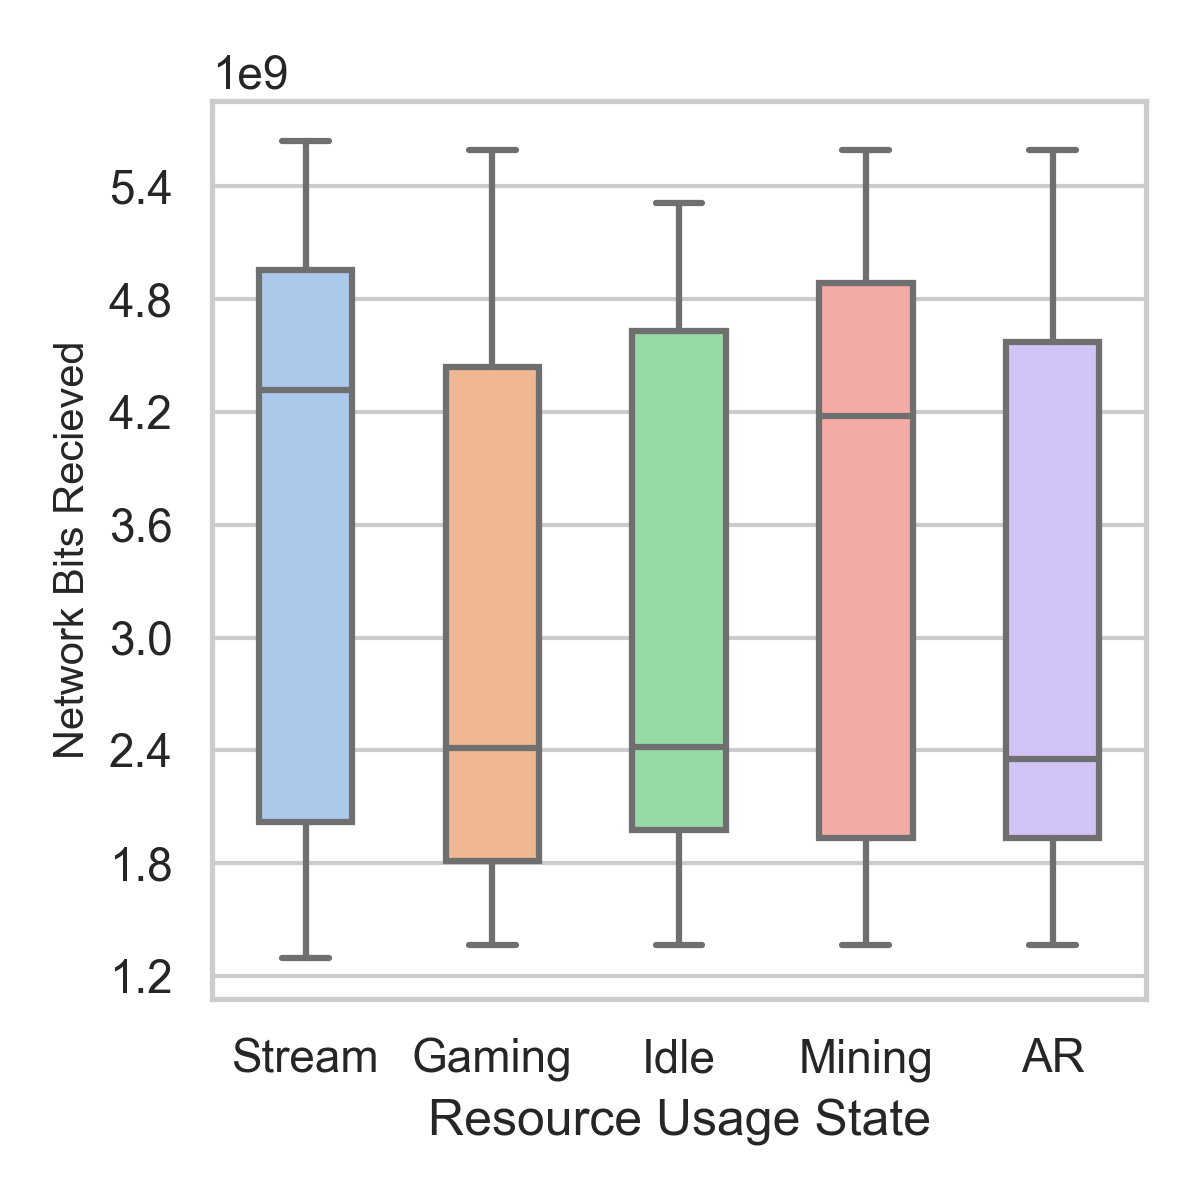 1e9
5.4
4.8
4.2
3.6
3.0
2.4
1.8
1.2
Network Bits Recieved
Stream Gaming Idle Mining AR
Resource Usage State